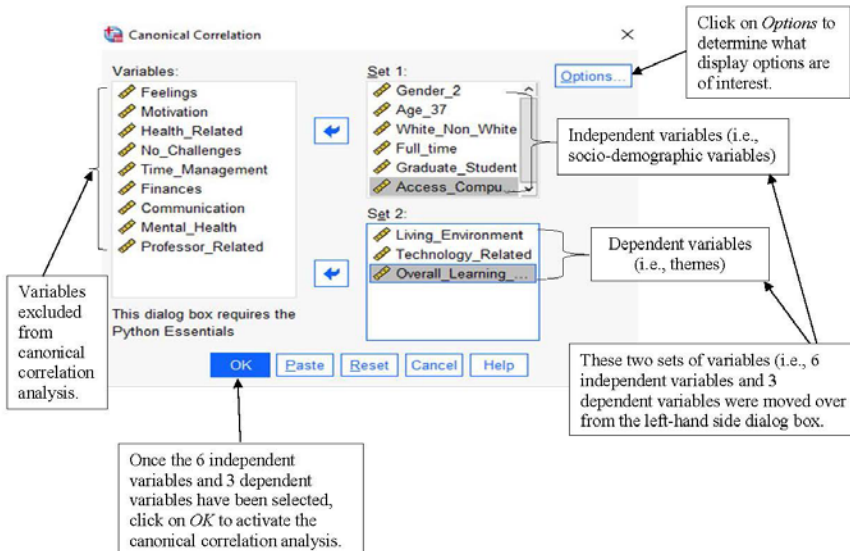 Canonical Correlation
Click on Options to
determine what
display options are
of interest.
Variables:
Feelings
Motivation
Health_Related
No_Challenges
Time_Management
Finances
Communication
Mental_Health
Professor_Related
Set 1:
Gender_2
Age_37
White_Non_White
Full_time
Graduate_Student
Access_Compu...
Options...
Independent variables (i.e.,
socio-demographic variables)
Set 2:
Living_Environment
Technology_Related
Overall_Learning_...
Dependent variables
(i.e., themes)
Variables
excluded
from
canonical
correlation
analysis.
This dialog box requires the
Python Essentials
OK
Paste
Reset
Cancel
Help
These two sets of variables (i.e., 6
independent variables and 3
dependent variables were moved over
from the left-hand side dialog box.
Once the 6 independent
variables and 3 dependent
variables have been selected,
click on OK to activate the
canonical correlation analysis.